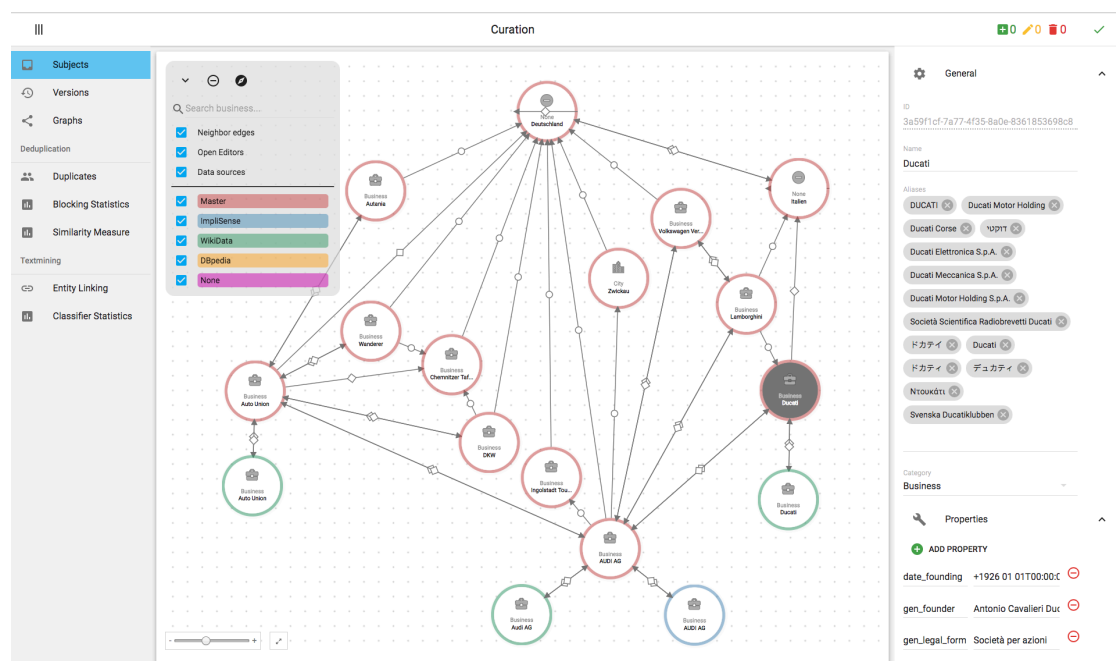 Curation
0
0
0
Subjects
Versions
Graphs
Deduplication
Duplicates
Blocking Statistics
Similarity Measure
Textmining
Entity Linking
Classifier Statistics
Search business...
Neighbor edges
Open Editors
Data sources
Master
ImpliSense
WikiData
DBpedia
None
None
Deutschland
Business
Autania
None
Italien
Business
Volkswagen Ver...
City
Zwickau
Business
Lamborghini
Business
Wanderer
Business
Chemnitzer Tef...
Business
Auto Union
Business
Ducati
Business
DKW
Business
Auto Union
Business
Ingolstadt Tou...
Business
Ducati
Business
AUDI AG
Business
Audi AG
Business
AUDI AG
- +
General
ID
3a59f1cf-7a77-4f35-8a0e-8361853698c8
Name
Ducati
Aliases
DUCATI Ducati Motor Holding
Ducati Corse דוקטי
Ducati Elettronica S.p.A.
Ducati Meccanica S.p.A.
Ducati Motor Holding S.p.A.
Società Scientifica Radiobrevetti Ducati
ドカティ Ducati
ドカティ デュカティ
Ντουκάτι
Svenska Ducatiklubben
Category
Business
Properties
ADD PROPERTY
date_founding +1926 01 01T00:00:0
gen_founder Antonio Cavalieri Duc
gen_legal_form Società per azioni